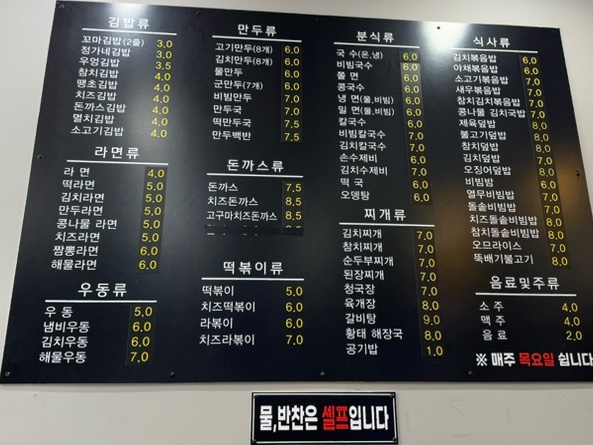 김밥류
꼬마김밥(2줄) 3,0
정가네김밥 3,0
우엉김밥 3,5
참치김밥 4,0
땡초김밥 4,0
치즈김밥 4,0
돈까스김밥 4,0
멸치김밥 4,0
소고기김밥 4,0
라면류
라 면 4,0
떡라면 5,0
김치라면 5,0
만두라면 5,0
콩나물 라면 5,0
치즈라면 5,0
짬뽕라면 6,0
해물라면 6,0
우동류
우 동 5,0
냄비우동 6,0
김치우동 6,0
해물우동 7,0
만두류
고기만두(8개) 6,0
김치만두(8개) 6,0
물만두 6,0
군만두(7개) 6,0
비빔만두 7,0
만두국 7,0
떡만두국 7,5
만두백반 7,5
돈까스류
돈까스 7,5
치즈돈까스 8,5
고구마치즈돈까스 8,5
떡볶이류
떡볶이 5,0
치즈떡볶이 6,0
라볶이 6,0
치즈라볶이 7,0
분식류
국 수(온,냉) 6,0
비빔국수 6,0
쫄 면 6,0
콩국수 7,0
냉 면(물,비빔) 6,0
밀 면(물,비빔) 6,0
칼국수 6,0
비빔칼국수 7,0
김치칼국수 7,0
손수제비 6,0
김치수제비 7,0
떡 국 6,0
오뎅탕 6,0
찌개류
김치찌개 7,0
참치찌개 7,0
순두부찌개 7,0
된장찌개 7,0
청국장 7,0
육개장 8,0
갈비탕 9,0
황태 해장국 8,0
공기밥 1,0
식사류
김치볶음밥 6,0
야채볶음밥 6,0
소고기볶음밥 7,0
새우볶음밥 7,0
참치김치볶음밥 7,0
콩나물 김치국밥 7,0
제육덮밥 8,0
불고기덮밥 8,0
참치덮밥 8,0
김치덮밥 7,0
오징어덮밥 8,0
비빔밥 6,0
열무비빔밥 7,0
돌솥비빔밥 7,0
치즈돌솥비빔밥 8,0
참치돌솥비빔밥 8,0
오므라이스 7,0
뚝배기불고기 8,0
음료및주류
소 주 4,0
맥 주 4,0
음 료 2,0
※ 매주 목요일 쉽니다
물,반찬은 셀프입니다